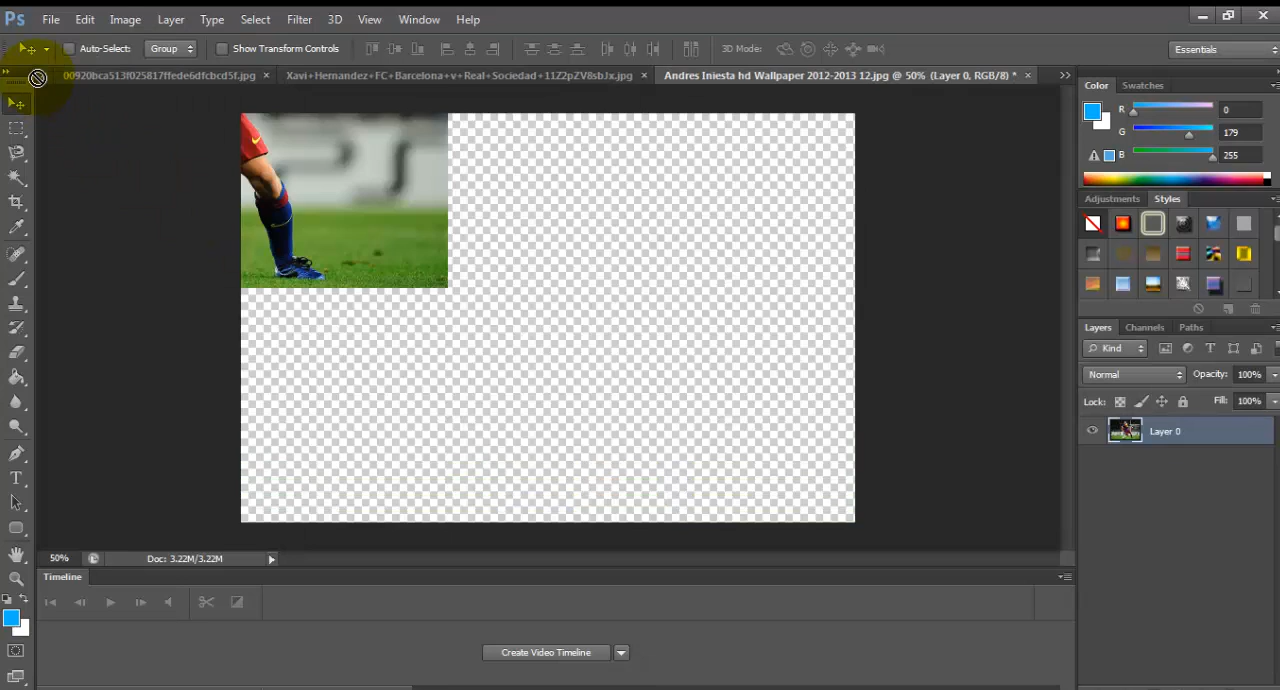 Ps File Edit Image Layer Type Select Filter 3D View Window Help
Auto-Select: Group Show Transform Controls 3D Mode: Essentials
00920bca513f025817ffede6dfcbcd5f.jpg × Xavi+Hernandez+FC+Barcelona+v+Real+Sociedad+11Z2pZV8sbJx.jpg × Andres Iniesta hd Wallpaper 2012-2013 12.jpg @ 50% (Layer 0, RGB/8) * ×
Color Swatches
R 0
G 179
B 255
Adjustments Styles
Layers Channels Paths
Kind
Normal Opacity: 100%
Lock: Fill: 100%
Layer 0
50% Doc: 3.22M/3.22M
Timeline
Create Video Timeline